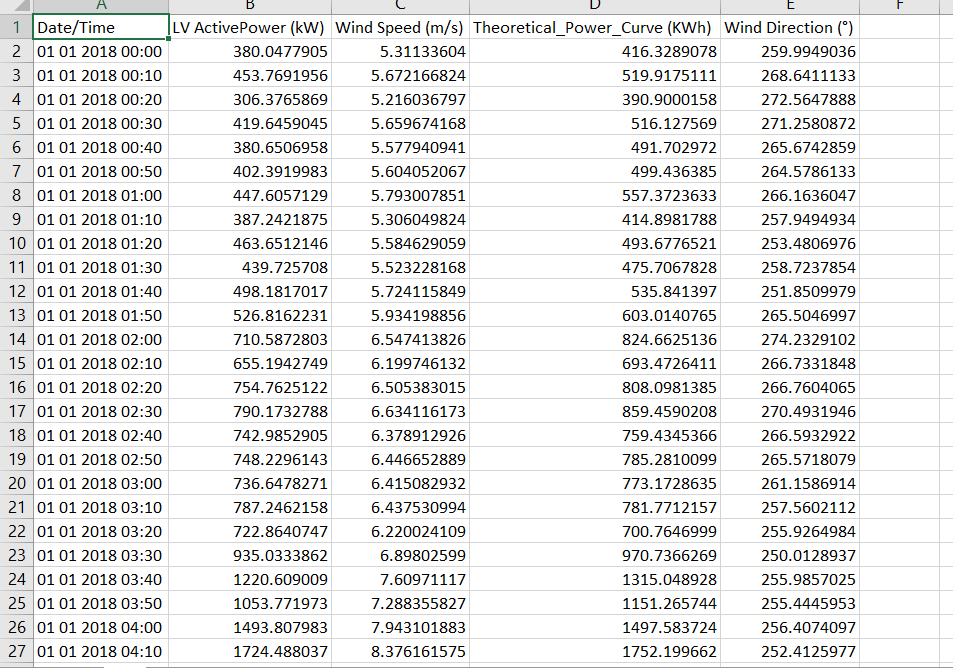 A B C D E F
1 Date/Time LV ActivePower (kW) Wind Speed (m/s) Theoretical_Power_Curve (KWh) Wind Direction (°)
2 01 01 2018 00:00 380.0477905 5.31133604 416.3289078 259.9949036
3 01 01 2018 00:10 453.7691956 5.672166824 519.9175111 268.6411133
4 01 01 2018 00:20 306.3765869 5.216036797 390.9000158 272.5647888
5 01 01 2018 00:30 419.6459045 5.659674168 516.127569 271.2580872
6 01 01 2018 00:40 380.6506958 5.577940941 491.702972 265.6742859
7 01 01 2018 00:50 402.3919983 5.604052067 499.436385 264.5786133
8 01 01 2018 01:00 447.6057129 5.793007851 557.3723633 266.1636047
9 01 01 2018 01:10 387.2421875 5.306049824 414.8981788 257.9494934
10 01 01 2018 01:20 463.6512146 5.584629059 493.6776521 253.4806976
11 01 01 2018 01:30 439.725708 5.523228168 475.7067828 258.7237854
12 01 01 2018 01:40 498.1817017 5.724115849 535.841397 251.8509979
13 01 01 2018 01:50 526.8162231 5.934198856 603.0140765 265.5046997
14 01 01 2018 02:00 710.5872803 6.547413826 824.6625136 274.2329102
15 01 01 2018 02:10 655.1942749 6.199746132 693.4726411 266.7331848
16 01 01 2018 02:20 754.7625122 6.505383015 808.0981385 266.7604065
17 01 01 2018 02:30 790.1732788 6.634116173 859.4590208 270.4931946
18 01 01 2018 02:40 742.9852905 6.378912926 759.4345366 266.5932922
19 01 01 2018 02:50 748.2296143 6.446652889 785.2810099 265.5718079
20 01 01 2018 03:00 736.6478271 6.415082932 773.1728635 261.1586914
21 01 01 2018 03:10 787.2462158 6.437530994 781.7712157 257.5602112
22 01 01 2018 03:20 722.8640747 6.220024109 700.7646999 255.9264984
23 01 01 2018 03:30 935.0333862 6.89802599 970.7366269 250.0128937
24 01 01 2018 03:40 1220.609009 7.60971117 1315.048928 255.9857025
25 01 01 2018 03:50 1053.771973 7.288355827 1151.265744 255.4445953
26 01 01 2018 04:00 1493.807983 7.943101883 1497.583724 256.4074097
27 01 01 2018 04:10 1724.488037 8.376161575 1752.199662 252.4125977